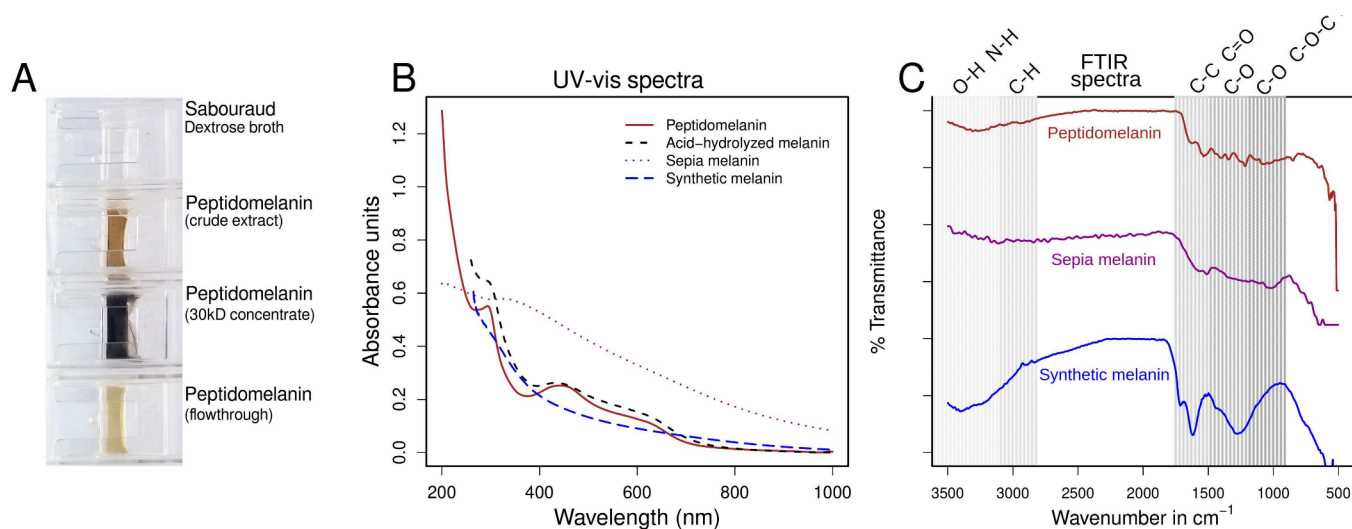 A
Sabouraud
Dextrose broth
Peptidomelanin
(crude extract)
Peptidomelanin
(30kD concentrate)
Peptidomelanin
(flowthrough)
B
UV-vis spectra
Peptidomelanin
Acid−hydrolyzed melanin
Sepia melanin
Synthetic melanin
Absorbance units
1.2
1.0
0.8
0.6
0.4
0.2
0.0
200 400 600 800 1000
Wavelength (nm)
C
O-H N-H
C-H
FTIR
spectra
C-C C=O
C-O
C-O C-O-C
Peptidomelanin
Sepia melanin
Synthetic melanin
% Transmittance
3500 3000 2500 2000 1500 1000 500
Wavenumber in cm⁻¹